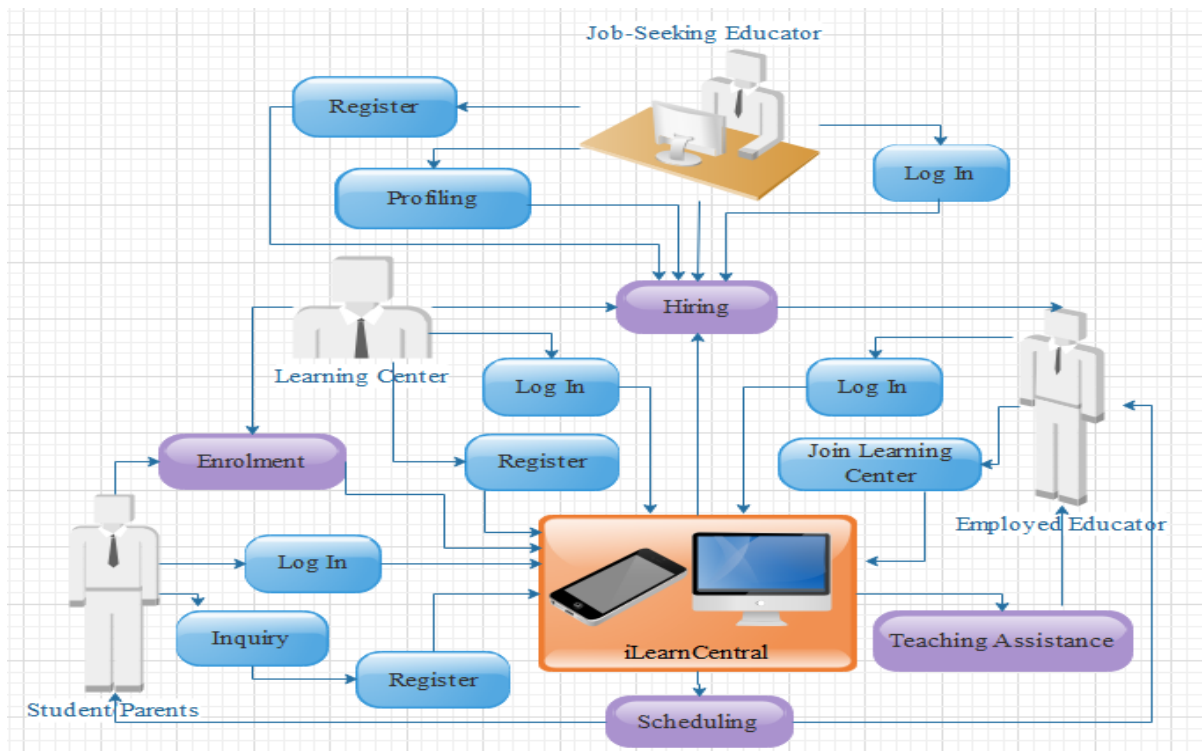 Job-Seeking Educator
Register
Log In
Profiling
Hiring
Learning Center
Log In
Log In
Enrolment
Register
Join Learning
Center
Employed Educator
Log In
Inquiry
Teaching Assistance
iLearnCentral
Register
Student/Parents
Scheduling